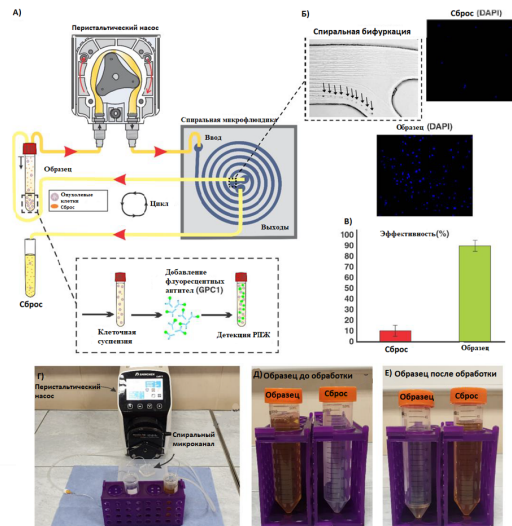 А)
Перистальтический насос
Б)
Спиральная бифуркация
Сброс (DAPI)
Спиральная микрофлюидика
Ввод
Образец
Опухолевые
клетки
Сброс
Цикл
Выходы
Образец (DAPI)
Сброс
Клеточная
суспензия
Добавление
флуоресцентных
антител (GPC1)
Детекция РПЖ
В)
Эффективность(%)
100
90
80
70
60
50
40
30
20
10
0
Сброс
Образец
Г)
Перистальтический
насос
Спиральный
микроканал
Д) Образец до обработки
Образец
Сброс
Е) Образец после обработки
Образец
Сброс